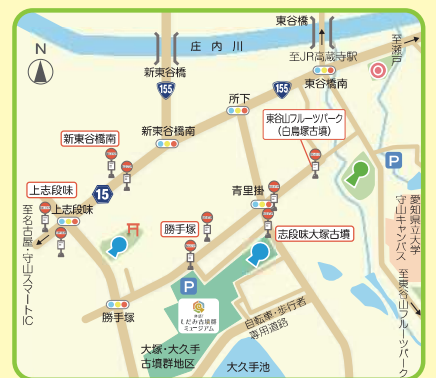 東谷橋
至瀬戸
N
庄内川
至JR高蔵寺駅
新東谷橋
155
155
東谷橋南
所下
東谷山フルーツパーク
(白鳥塚古墳)
新東谷橋南
新東谷橋南
P
上志段味
15
青里掛
上志段味
愛知県立大学
守山キャンパス
勝手塚
志段味大塚古墳
至名古屋・守山スマートIC
P
至東谷山フルーツパーク
勝手塚
しだみ古墳群
ミュージアム
自転車・歩行者
専用道路
大塚・大久手
古墳群地区
大久手池